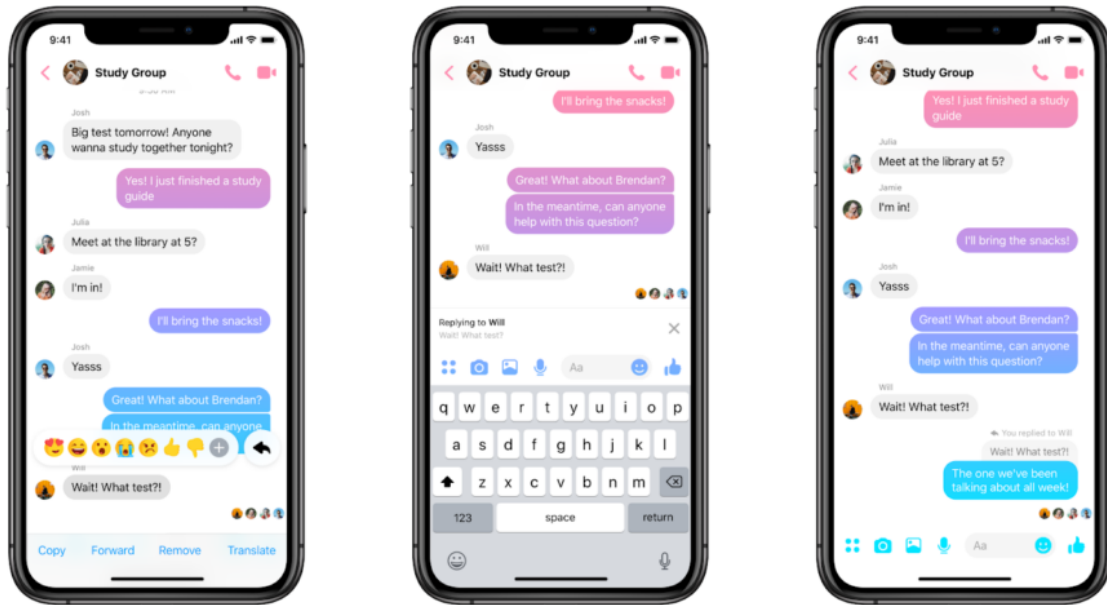 9:41
Study Group
9:30 AM
Josh
Big test tomorrow! Anyone
wanna study together tonight?
Yes! I just finished a study
guide
Julia
Meet at the library at 5?
Jamie
I'm in!
I'll bring the snacks!
Josh
Yasss
Great! What about Brendan?
In the meantime, can anyone
Will
Wait! What test?!
Copy Forward Remove Translate
9:41
Study Group
I'll bring the snacks!
Josh
Yasss
Great! What about Brendan?
In the meantime, can anyone
help with this question?
Will
Wait! What test?!
Replying to Will
Wait! What test?
Aa
q w e r t y u i o p
a s d f g h j k l
z x c v b n m
123 space return
9:41
Study Group
Yes! I just finished a study
guide
Julia
Meet at the library at 5?
Jamie
I'm in!
I'll bring the snacks!
Josh
Yasss
Great! What about Brendan?
In the meantime, can anyone
help with this question?
Will
Wait! What test?!
You replied to Will
Wait! What test?!
The one we've been
talking about all week!
Aa